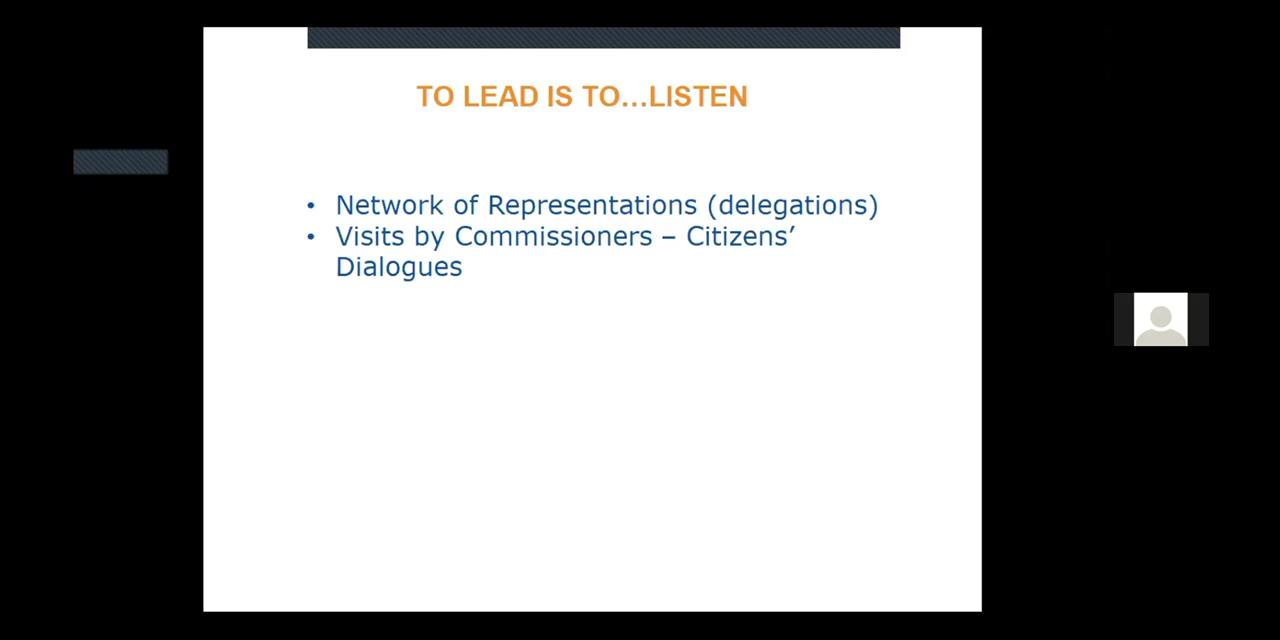 TO LEAD IS TO...LISTEN
• Network of Representations (delegations)
• Visits by Commissioners – Citizens’
Dialogues